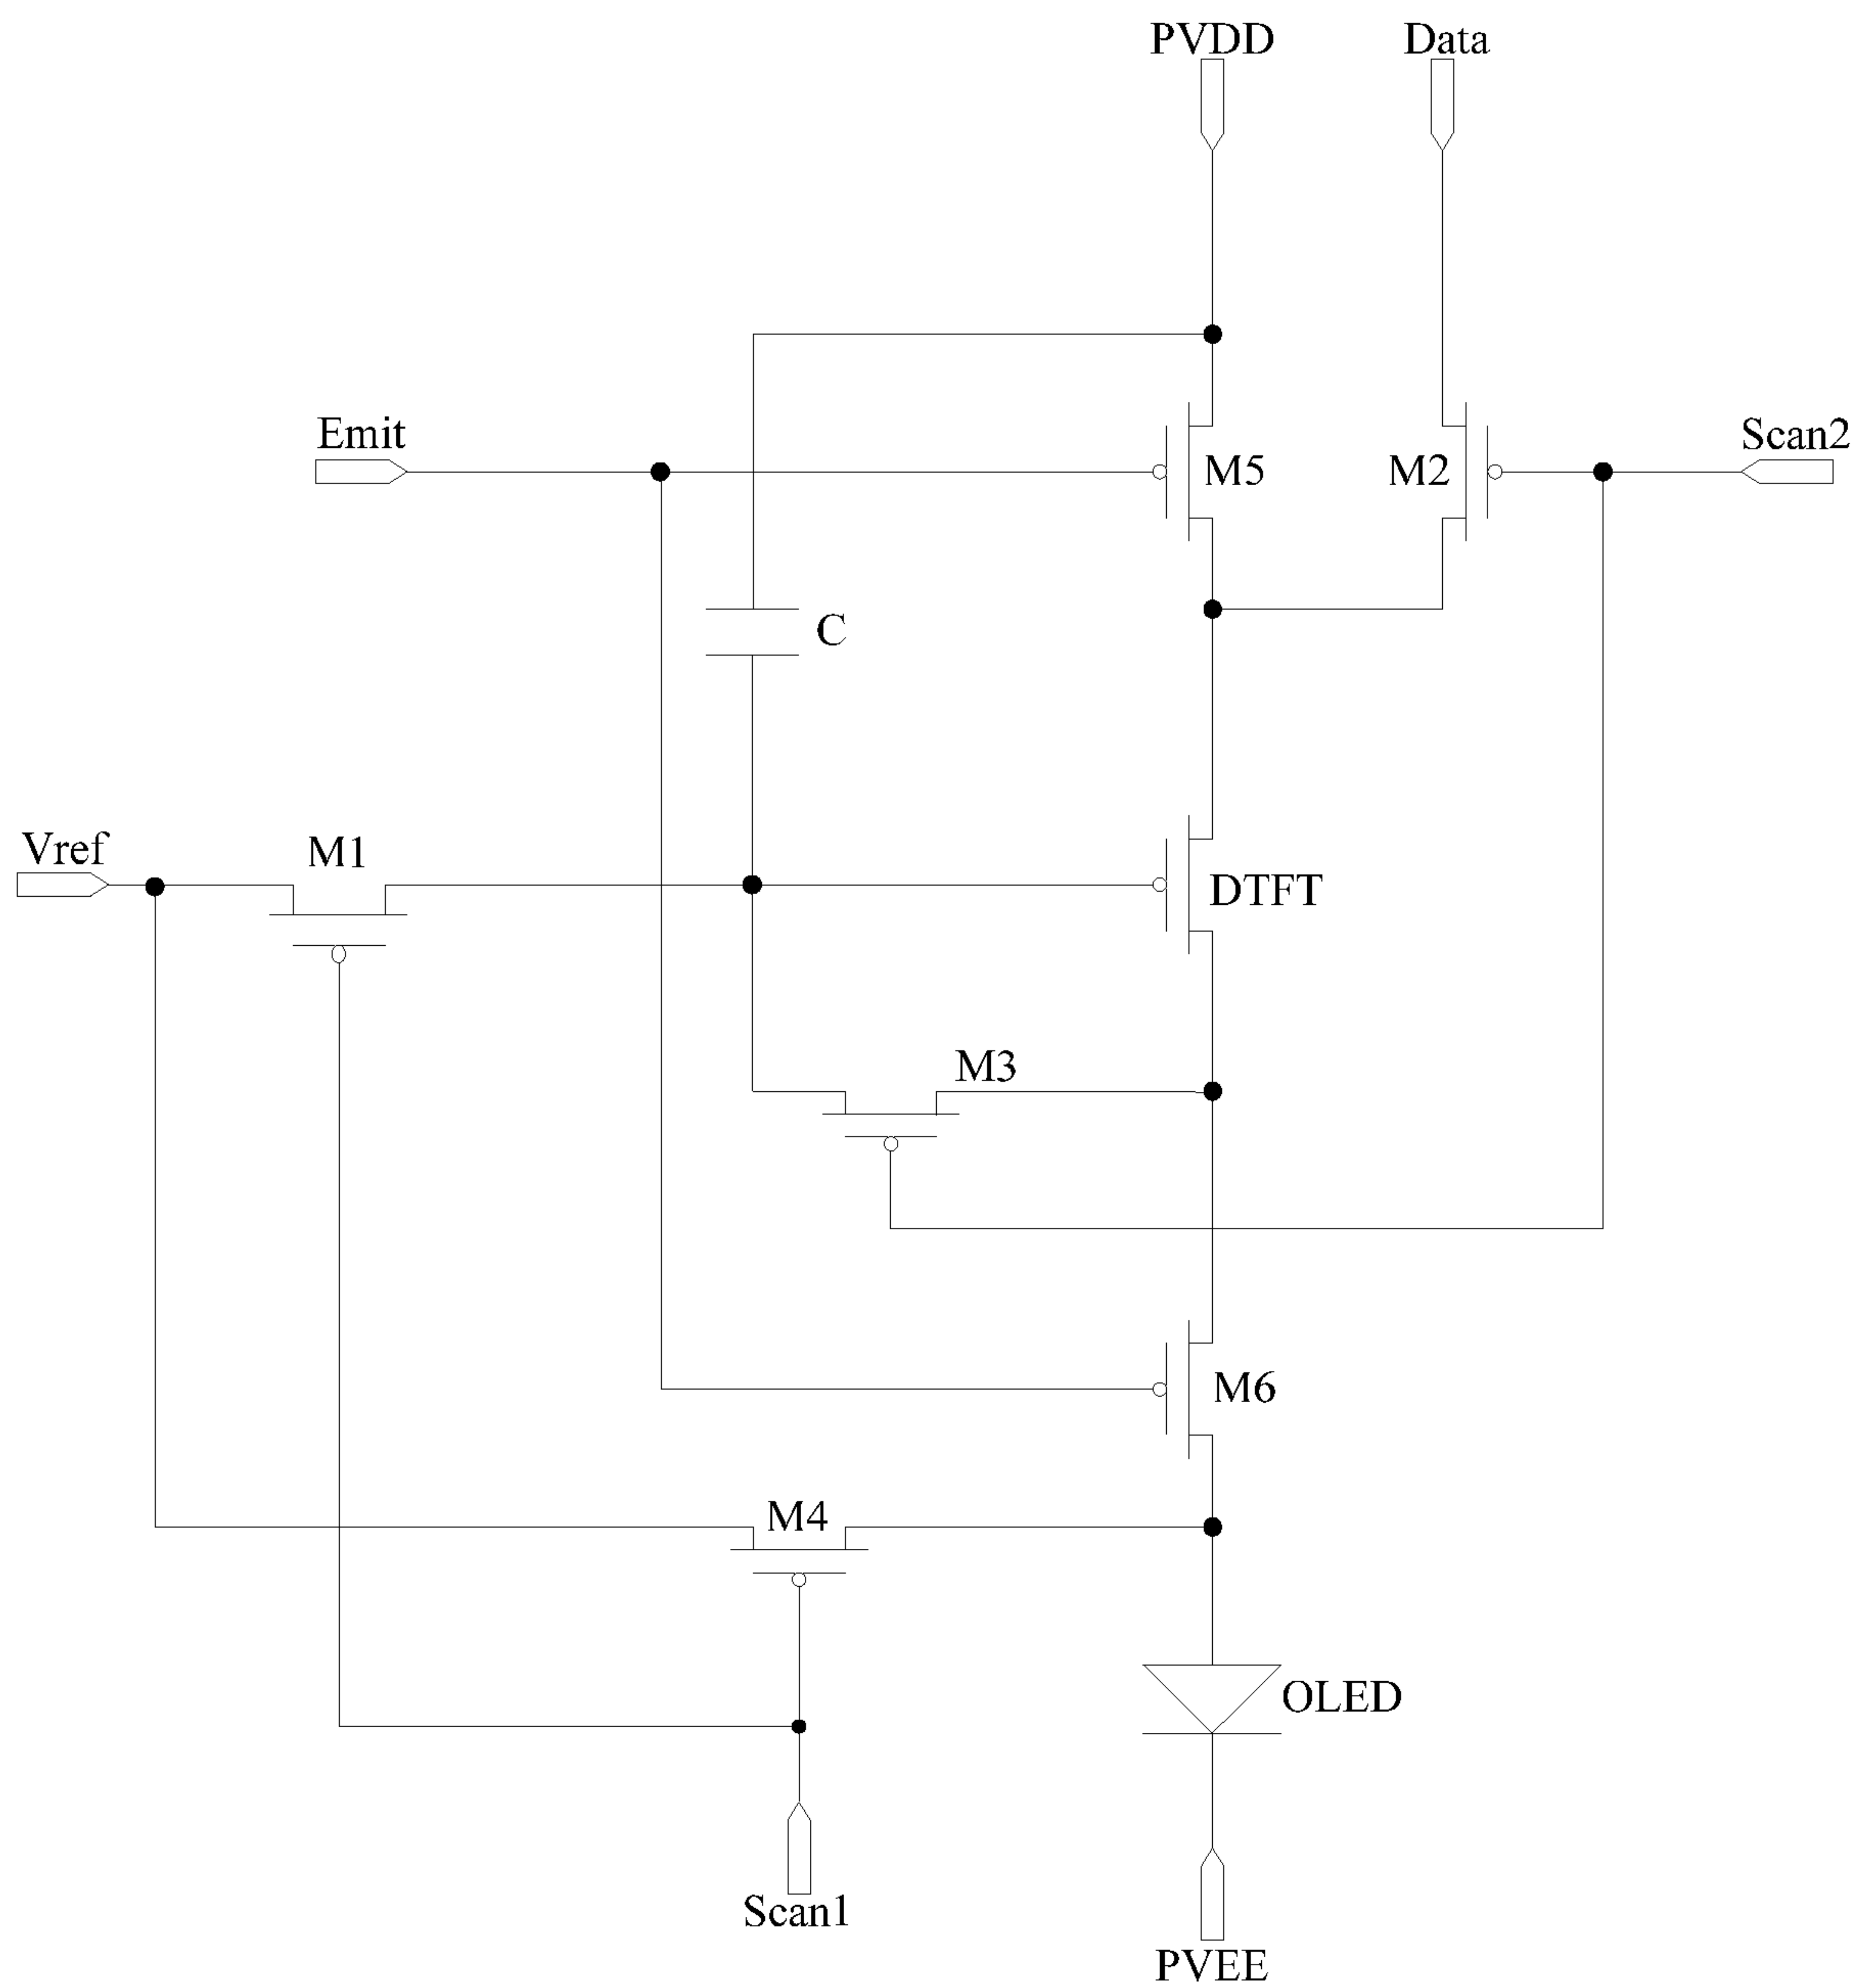 PVDD
Data
Emit
Scan2
M5
M2
C
Vref
M1
DTFT
M3
M6
M4
OLED
Scan1
PVEE